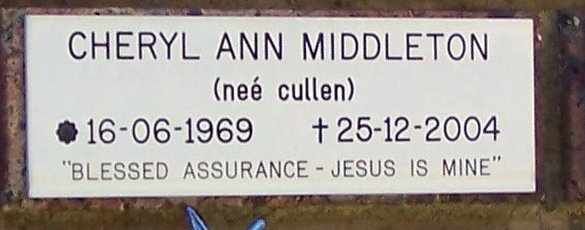 CHERYL ANN MIDDLETON
(neé cullen)
16-06-1969 †25-12-2004
"BLESSED ASSURANCE - JESUS IS MINE"